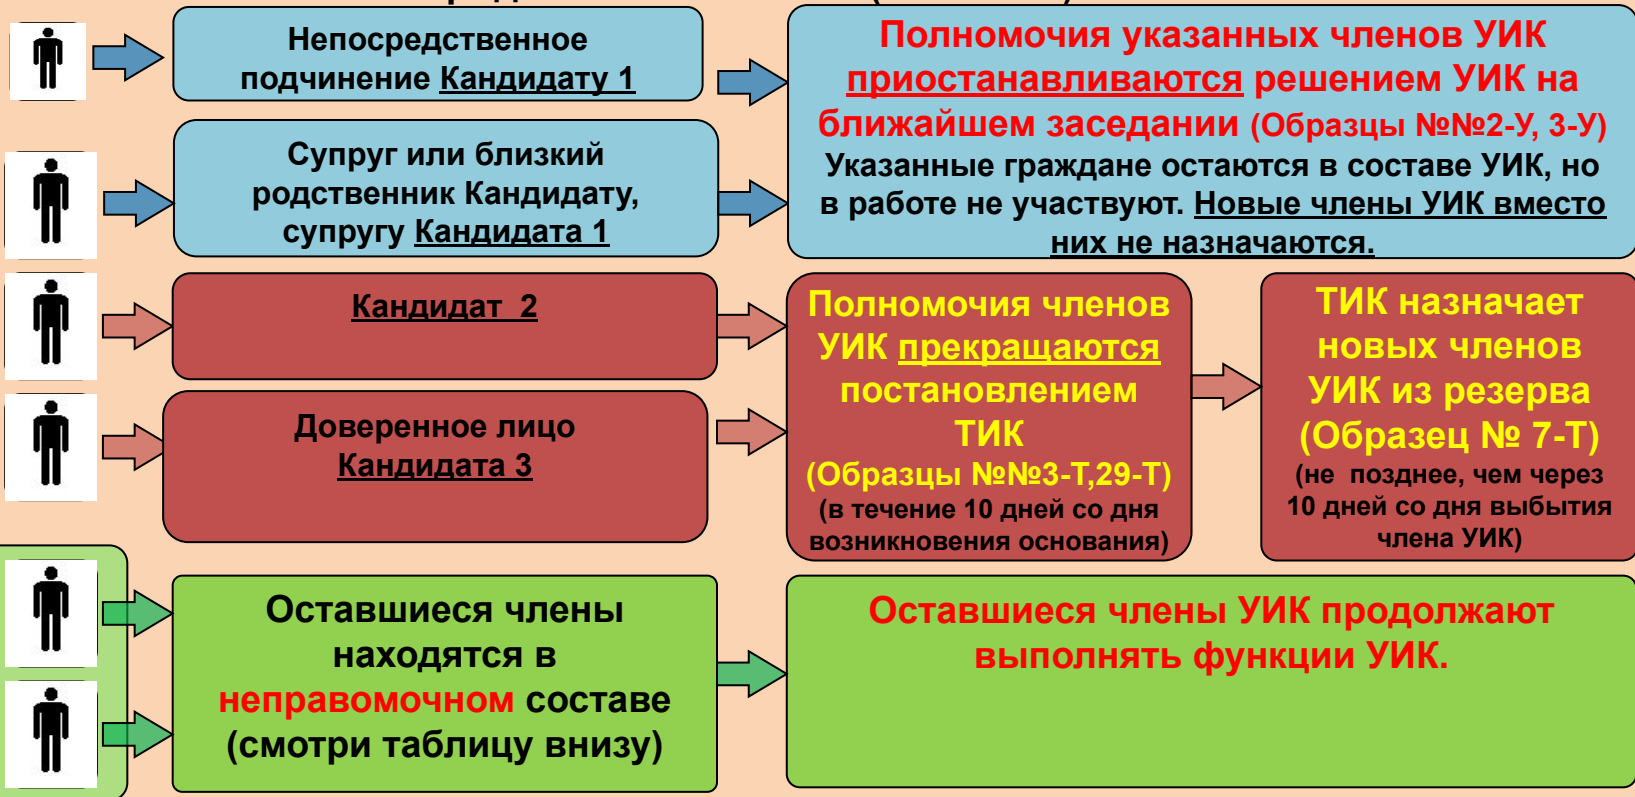 Непосредственное
подчинение Кандидату 1
Полномочия указанных членов УИК
приостанавливаются решением УИК на
ближайшем заседании (Образцы №№2-У, 3-У)
Указанные граждане остаются в составе УИК, но
в работе не участвуют. Новые члены УИК вместо
них не назначаются.
Супруг или близкий
родственник Кандидату,
супругу Кандидата 1
Кандидат 2
Доверенное лицо
Кандидата 3
Полномочия членов
УИК прекращаются
постановлением
ТИК
(Образцы №№3-Т,29-Т)
(в течение 10 дней со дня
возникновения основания)
ТИК назначает
новых членов
УИК из резерва
(Образец № 7-Т)
(не позднее, чем через
10 дней со дня выбытия
члена УИК)
Оставшиеся члены
находятся в
неправомочном составе
(смотри таблицу внизу)
Оставшиеся члены УИК продолжают
выполнять функции УИК.